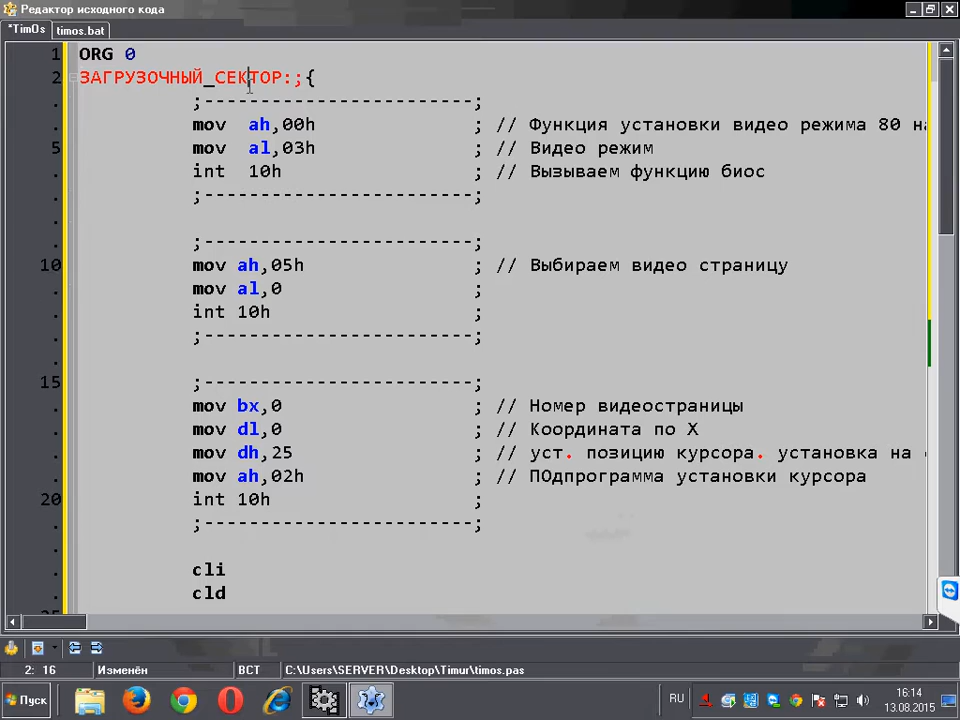 Редактор исходного кода
*TimOs timos.bat
1 ORG 0
2 ЗАГРУЗОЧНЫЙ_СЕКТОР:;{
. ;------------------------;
. mov ah,00h ; // Функция установки видео режима 80 на
5 mov al,03h ; // Видео режим
. int 10h ; // Вызываем функцию биос
. ;------------------------;
.
. ;------------------------;
10 mov ah,05h ; // Выбираем видео страницу
. mov al,0 ;
. int 10h ;
. ;------------------------;
.
15 ;------------------------;
. mov bx,0 ; // Номер видеостраницы
. mov dl,0 ; // Координата по X
. mov dh,25 ; // уст. позицию курсора. установка на
. mov ah,02h ; // ПОдпрограмма установки курсора
20 int 10h ;
. ;------------------------;
.
. cli
. cld
2: 16 Изменён ВСТ C:\Users\SERVER\Desktop\Timur\timos.pas
Пуск RU 16:14
13.08.2015